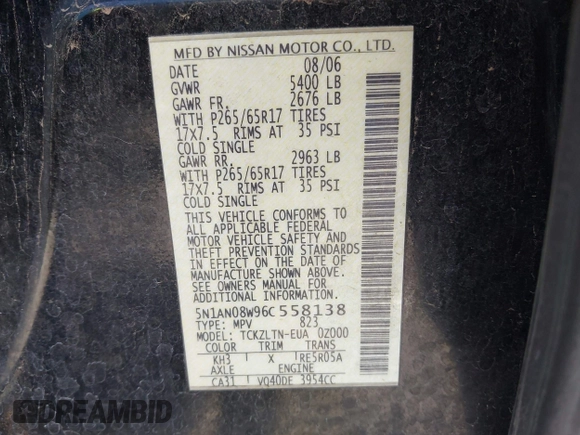 MFD BY NISSAN MOTOR CO., LTD.
DATE 08/06
GVWR 5400 LB
GAWR FR. 2676 LB
WITH P265/65R17 TIRES
17X7.5 RIMS AT 35 PSI
COLD SINGLE
GAWR RR. 2963 LB
WITH P265/65R17 TIRES
17X7.5 RIMS AT 35 PSI
COLD SINGLE
THIS VEHICLE CONFORMS TO
ALL APPLICABLE FEDERAL
MOTOR VEHICLE SAFETY AND
THEFT PREVENTION STANDARDS
IN EFFECT ON THE DATE OF
MANUFACTURE SHOWN ABOVE.
SEE OWNERS MANUAL FOR
ADDITIONAL INFORMATION.
5N1AN08W96C558138
TYPE: MPV 823
MODEL: TCKZLTN-EUA 0Z000
COLOR TRIM TRANS
KH3 X RE5R05A
AXLE ENGINE
CA31 VQ40DE 3954CC
DREAMBID